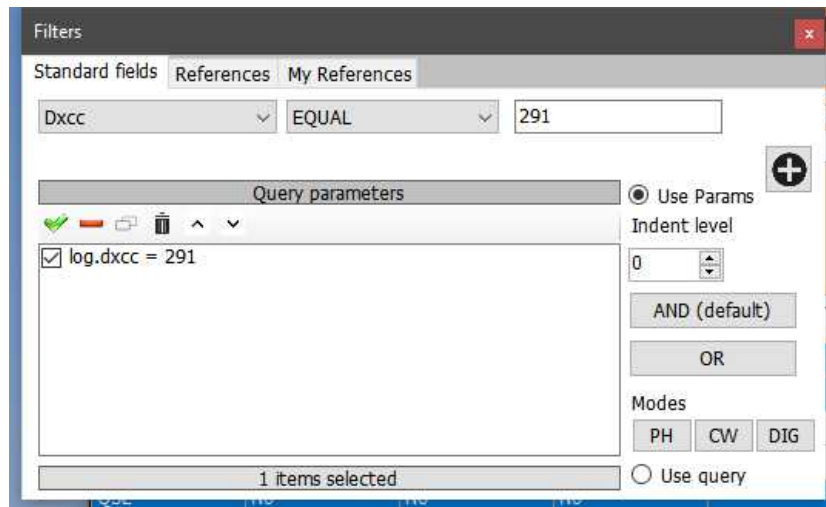 Filters
x
Standard fields References My References
Dxcc EQUAL 291
Query parameters
Use Params
Indent level
log.dxcc = 291
0
AND (default)
OR
Modes
PH CW DIG
1 items selected
Use query